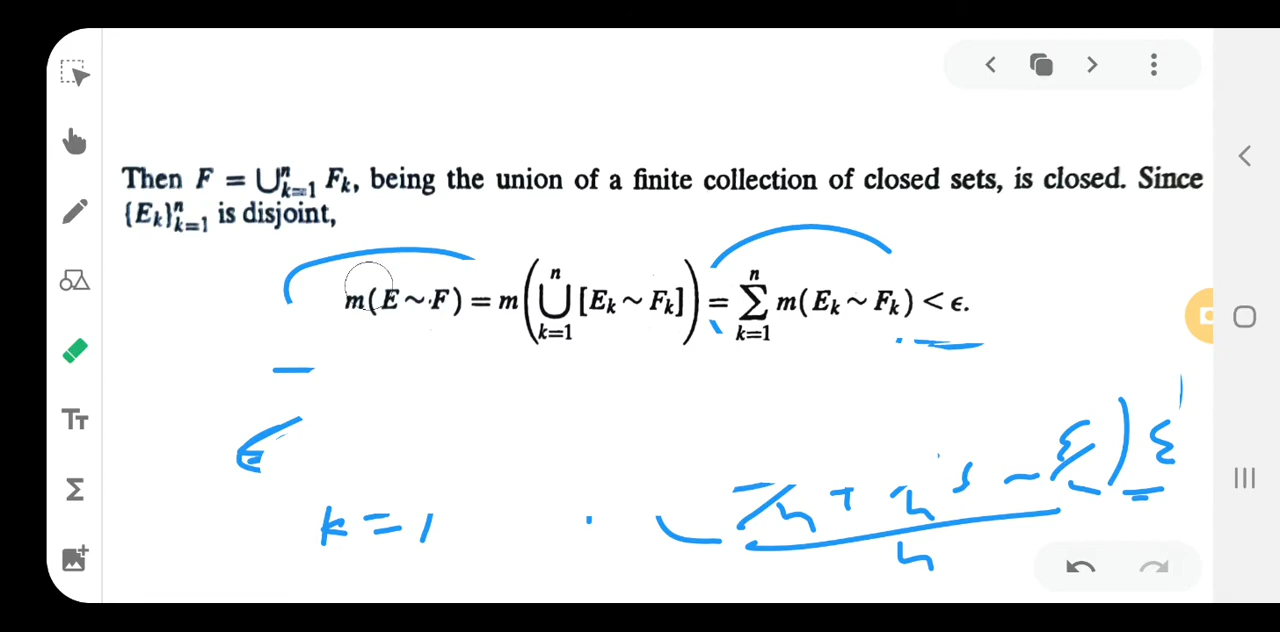 Then F = ⋃ₖ₌₁ⁿ Fₖ, being the union of a finite collection of closed sets, is closed. Since
{Eₖ}ₖ₌₁ⁿ is disjoint,
m(E ~ F) = m(⋃ₖ₌₁ⁿ [Eₖ ~ Fₖ]) = ∑ₖ₌₁ⁿ m(Eₖ ~ Fₖ) < ϵ.
k = 1
Tт
Σ